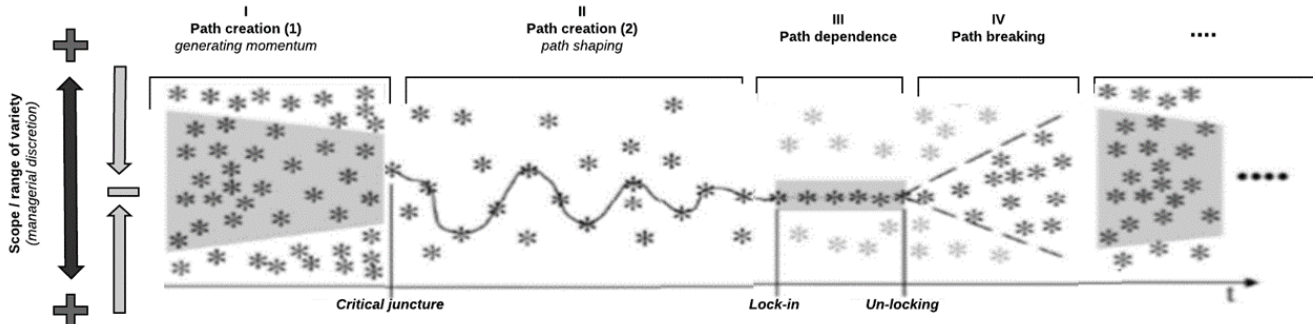 I
Path creation (1)
generating momentum
II
Path creation (2)
path shaping
III
Path dependence
IV
Path breaking
....
Scope / range of variety
(managerial discretion)
Critical juncture
Lock-in
Un-locking
t